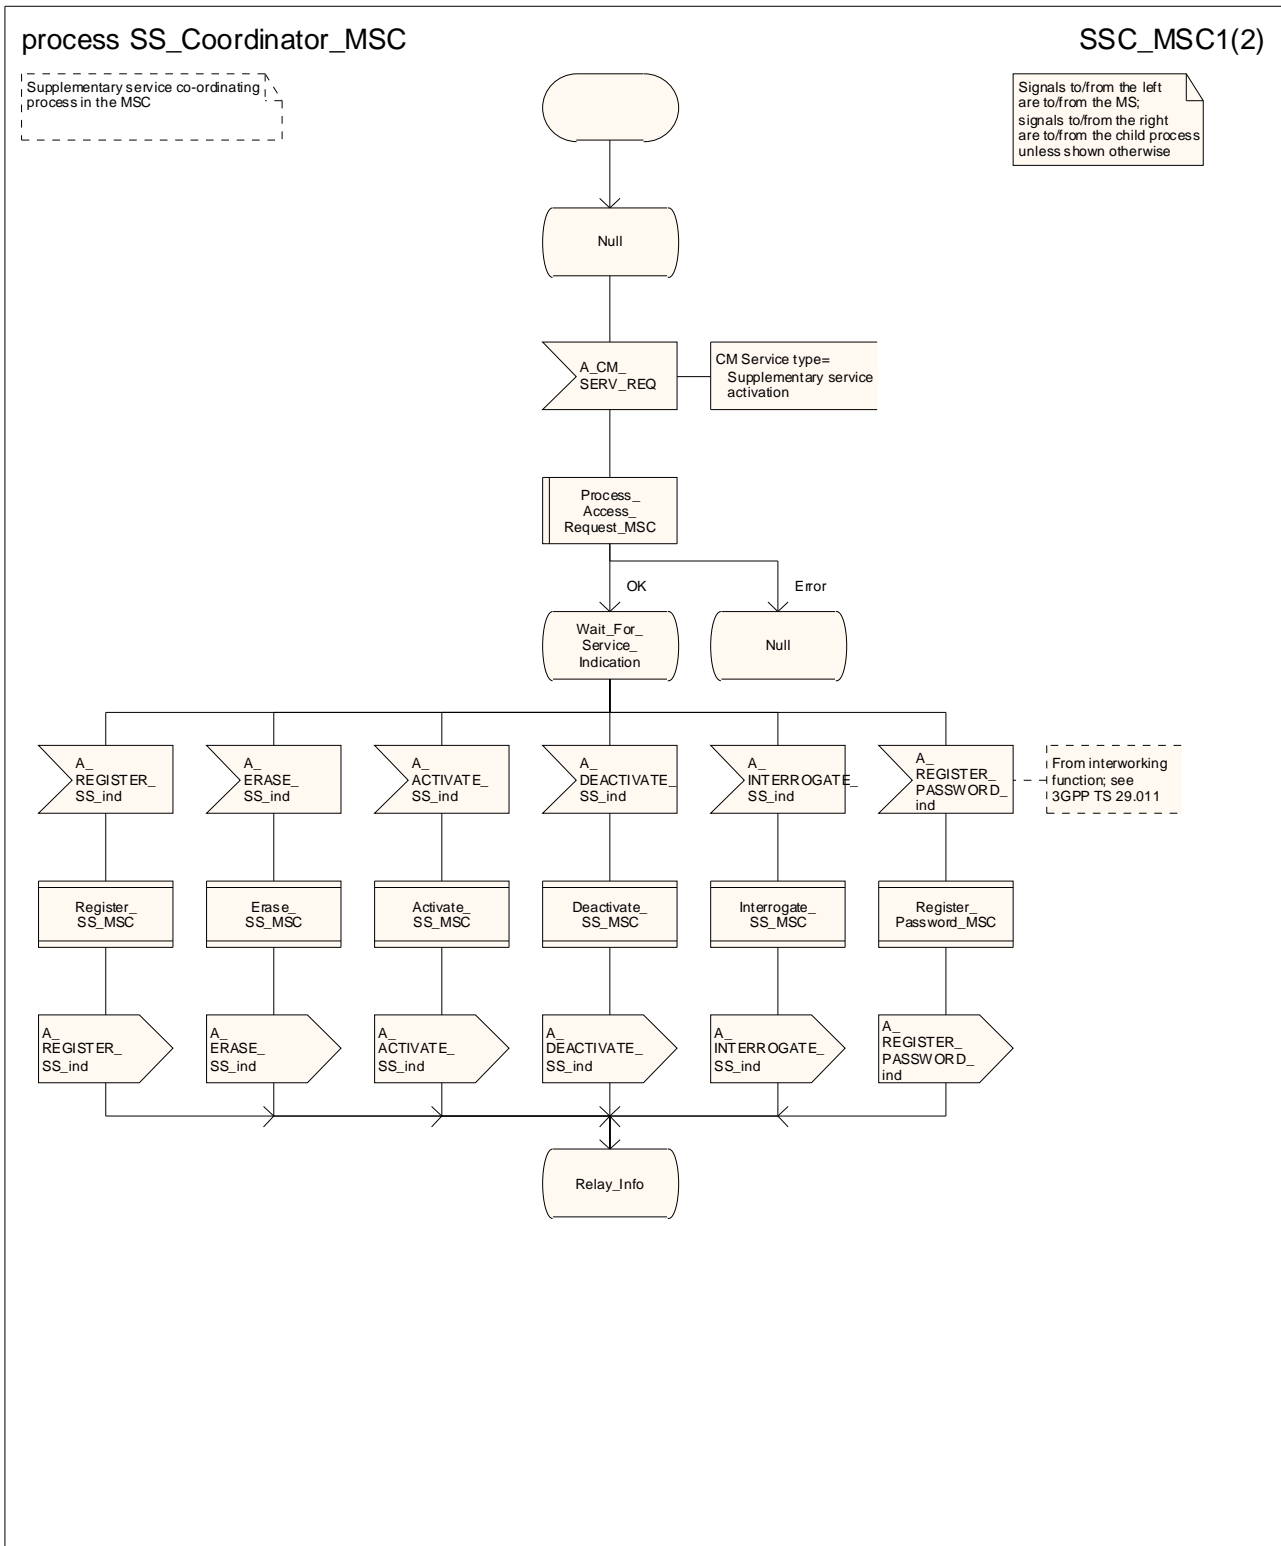 process SS_Coordinator_MSC
SSC_MSC1(2)
Supplementary service co-ordinating
process in the MSC
Signals to/from the left
are to/from the MS;
signals to/from the right
are to/from the child process
unless shown otherwise
Null
A_CM_
SERV_REQ
CM Service type=
Supplementary service
activation
Process_
Access_
Request_MSC
OK
Error
Wait_For_
Service_
Indication
Null
A_
REGISTER_
SS_ind
A_
ERASE_
SS_ind
A_
ACTIVATE_
SS_ind
A_
DEACTIVATE_
SS_ind
A_
INTERROGATE_
SS_ind
A_
REGISTER_
PASSWORD_
ind
From interworking
function; see
3GPP TS 29.011
Register_
SS_MSC
Erase_
SS_MSC
Activate_
SS_MSC
Deactivate_
SS_MSC
Interrogate_
SS_MSC
Register_
Password_MSC
A_
REGISTER_
SS_ind
A_
ERASE_
SS_ind
A_
ACTIVATE_
SS_ind
A_
DEACTIVATE_
SS_ind
A_
INTERROGATE_
SS_ind
A_
REGISTER_
PASSWORD_
ind
Relay_Info